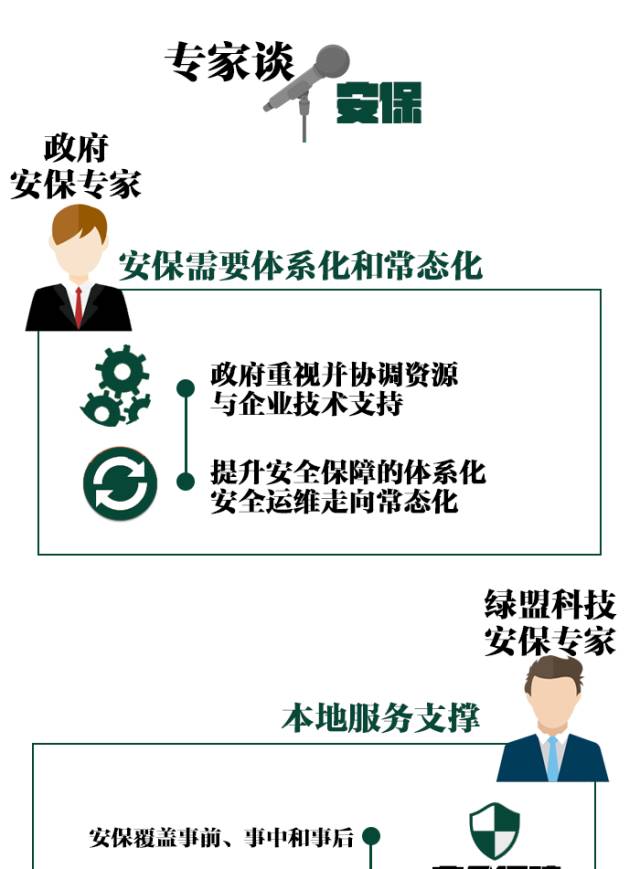 专家谈
安保
政府
安保专家
安保需要体系化和常态化
政府重视并协调资源
与企业技术支持
提升安全保障的体系化
安全运维走向常态化
绿盟科技
安保专家
本地服务支撑
安保覆盖事前、事中和事后